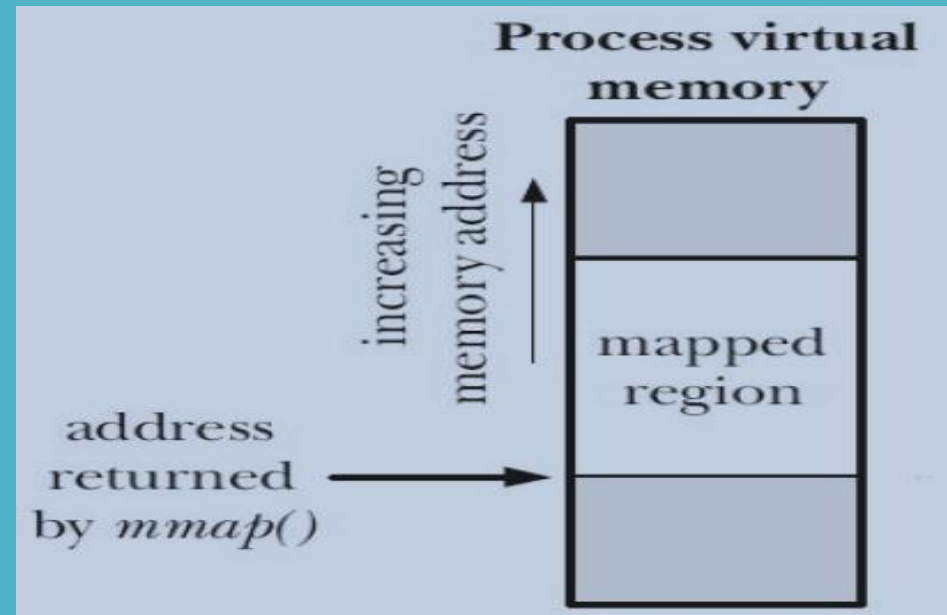 Process virtual
memory
increasing
memory address
mapped
region
address
returned
by mmap()